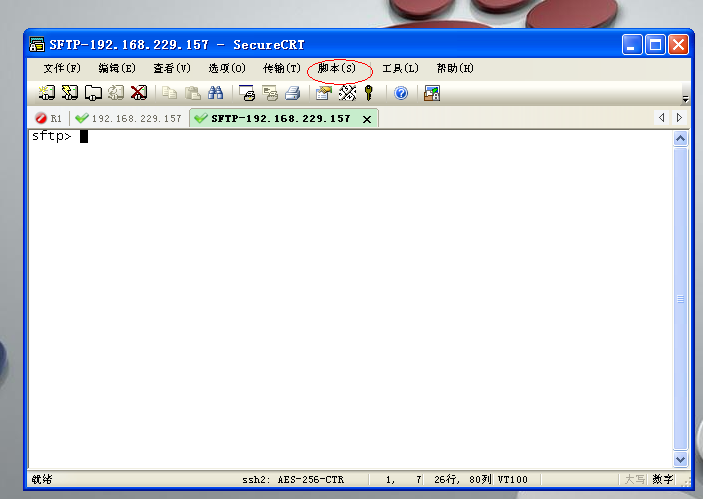 SFTP-192.168.229.157 - SecureCRT
文件(F) 编辑(E) 查看(V) 选项(O) 传输(T) 脚本(S) 工具(L) 帮助(H)
R1 192.168.229.157 SFTP-192.168.229.157
sftp>
就绪 ssh2: AES-256-CTR 1, 7 26行, 80列 VT100 大写 数字